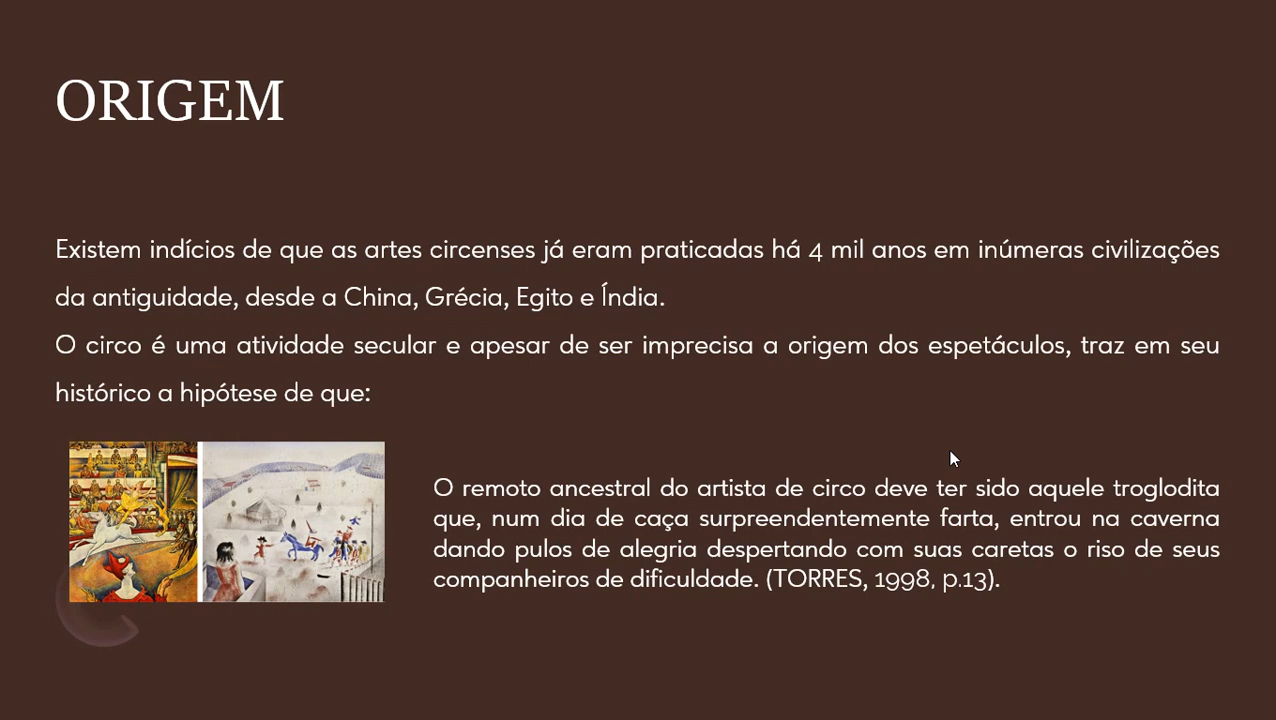 ORIGEM
Existem indícios de que as artes circenses já eram praticadas há 4 mil anos em inúmeras civilizações
da antiguidade, desde a China, Grécia, Egito e Índia.
O circo é uma atividade secular e apesar de ser imprecisa a origem dos espetáculos, traz em seu
histórico a hipótese de que:
O remoto ancestral do artista de circo deve ter sido aquele troglodita
que, num dia de caça surpreendentemente farta, entrou na caverna
dando pulos de alegria despertando com suas caretas o riso de seus
companheiros de dificuldade. (TORRES, 1998, p.13).